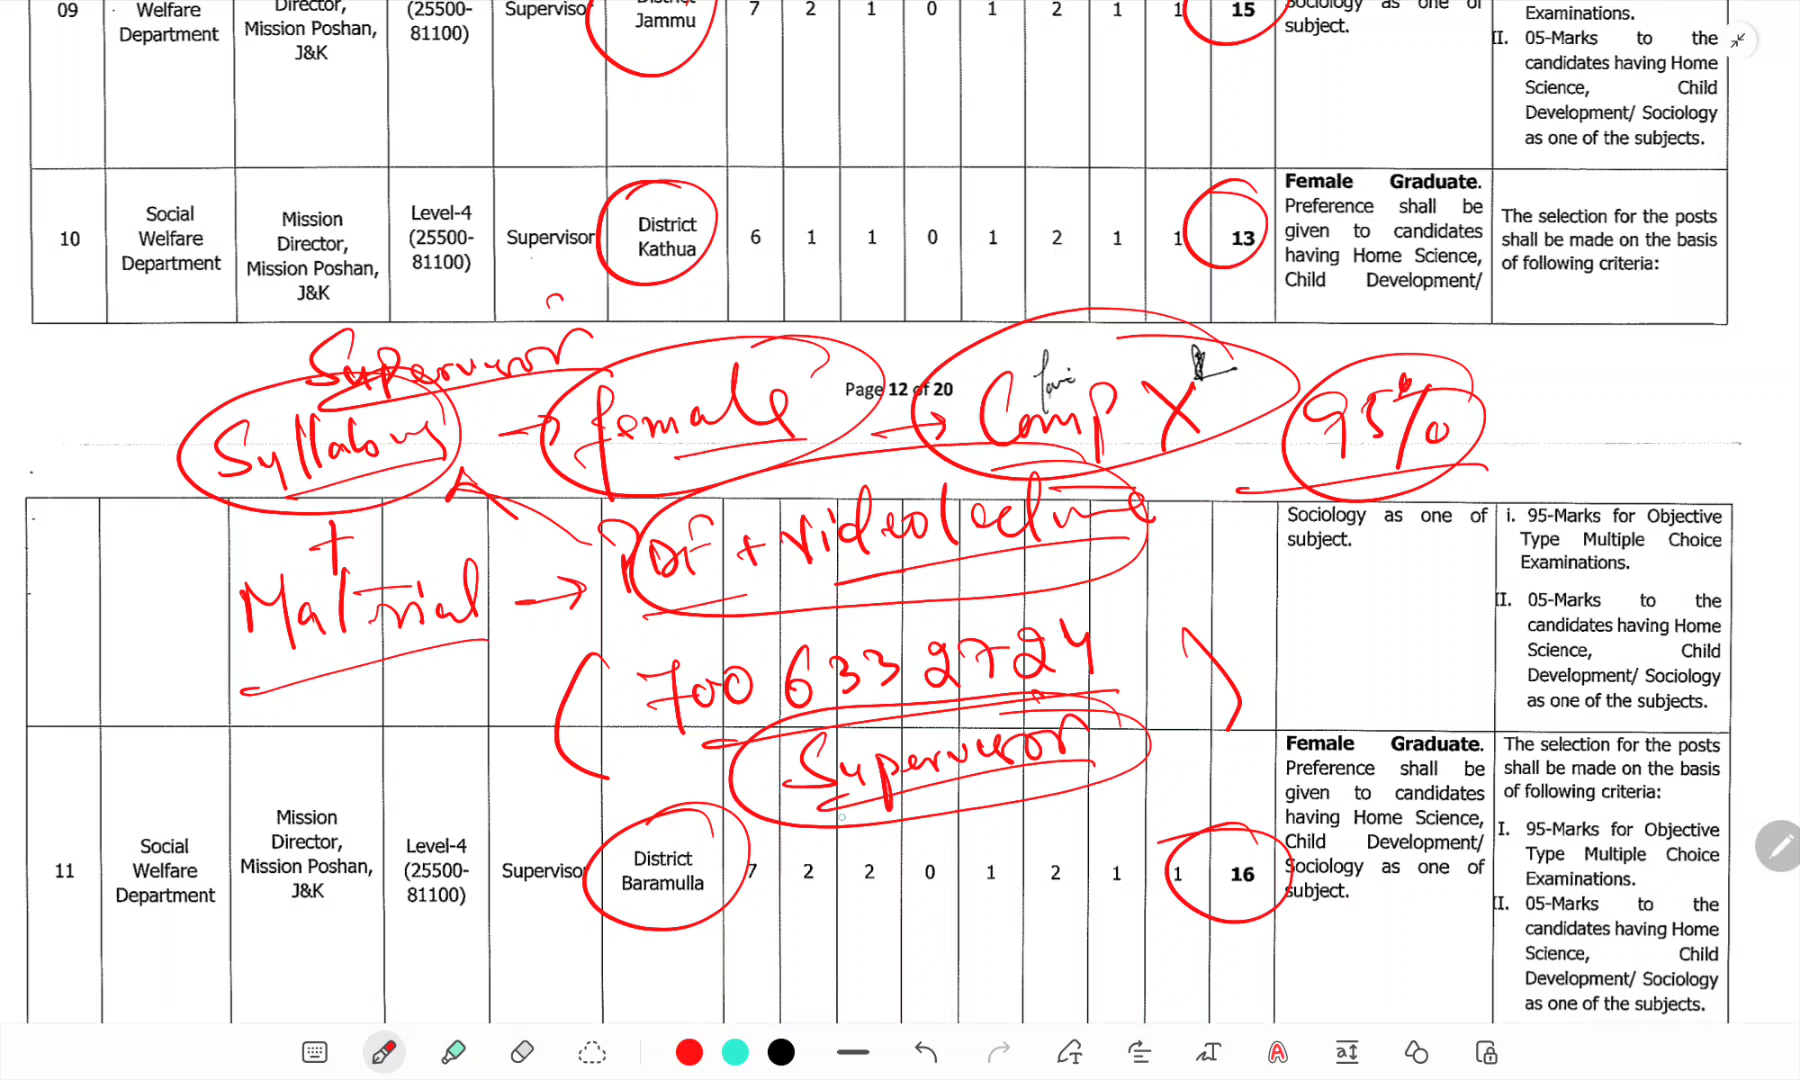 09
Welfare
Department
Director,
Mission Poshan,
J&K
(25500-
81100)
Supervisor
District
Jammu
7 2 1 0 1 2 1 1 15
Sociology as one of
subject.
Examinations.
II. 05-Marks to the
candidates having Home
Science, Child
Development/ Sociology
as one of the subjects.
10
Social
Welfare
Department
Mission
Director,
Mission Poshan,
J&K
Level-4
(25500-
81100)
Supervisor
District
Kathua
6 1 1 0 1 2 1 1 13
Female Graduate.
Preference shall be
given to candidates
having Home Science,
Child Development/
The selection for the posts
shall be made on the basis
of following criteria:
Supervisor
Page 12 of 20
Syllabus → female ↔ Comp X 95%
+
Material → PDF + Video lecture
(700 633 2724)
Supervisor
Sociology as one of
subject.
i. 95-Marks for Objective
Type Multiple Choice
Examinations.
II. 05-Marks to the
candidates having Home
Science, Child
Development/ Sociology
as one of the subjects.
11
Social
Welfare
Department
Mission
Director,
Mission Poshan,
J&K
Level-4
(25500-
81100)
Supervisor
District
Baramulla
7 2 2 0 1 2 1 1 16
Female Graduate.
Preference shall be
given to candidates
having Home Science,
Child Development/
Sociology as one of
subject.
The selection for the posts
shall be made on the basis
of following criteria:
I. 95-Marks for Objective
Type Multiple Choice
Examinations.
II. 05-Marks to the
candidates having Home
Science, Child
Development/ Sociology
as one of the subjects.